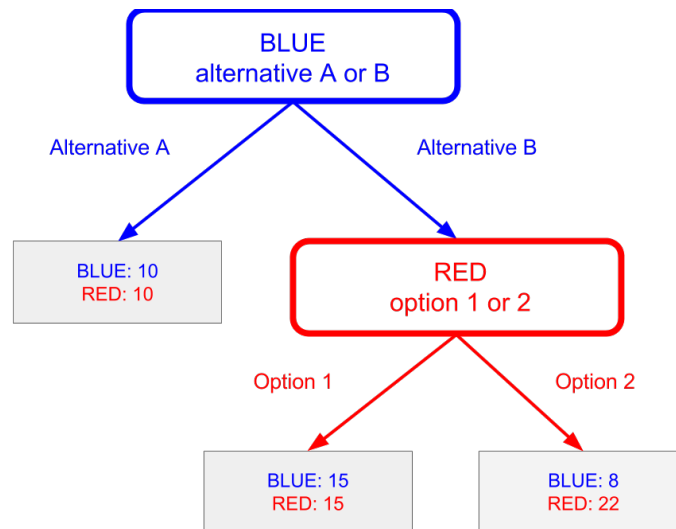 BLUE
alternative A or B
Alternative A
Alternative B
BLUE: 10
RED: 10
RED
option 1 or 2
Option 1
Option 2
BLUE: 15
RED: 15
BLUE: 8
RED: 22